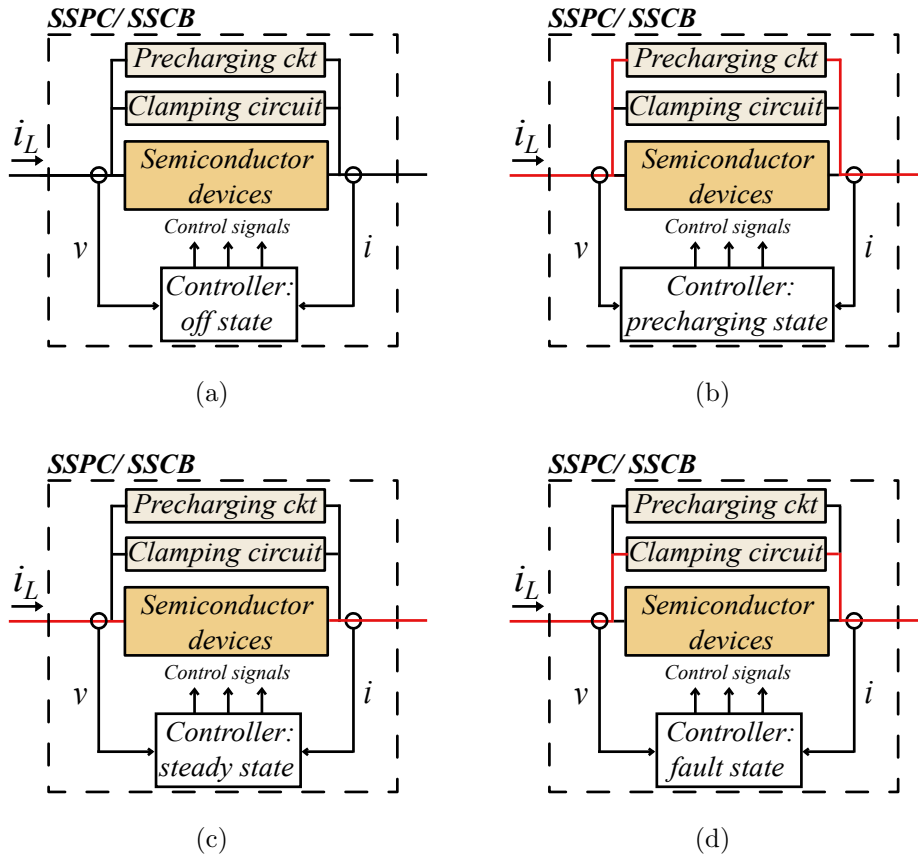 SSPC/ SSCB
Precharging ckt
Clamping circuit
i_L
Semiconductor
devices
Control signals
v
i
Controller:
off state
(a)
SSPC/ SSCB
Precharging ckt
Clamping circuit
i_L
Semiconductor
devices
Control signals
v
i
Controller:
precharging state
(b)
SSPC/ SSCB
Precharging ckt
Clamping circuit
i_L
Semiconductor
devices
Control signals
v
i
Controller:
steady state
(c)
SSPC/ SSCB
Precharging ckt
Clamping circuit
i_L
Semiconductor
devices
Control signals
v
i
Controller:
fault state
(d)